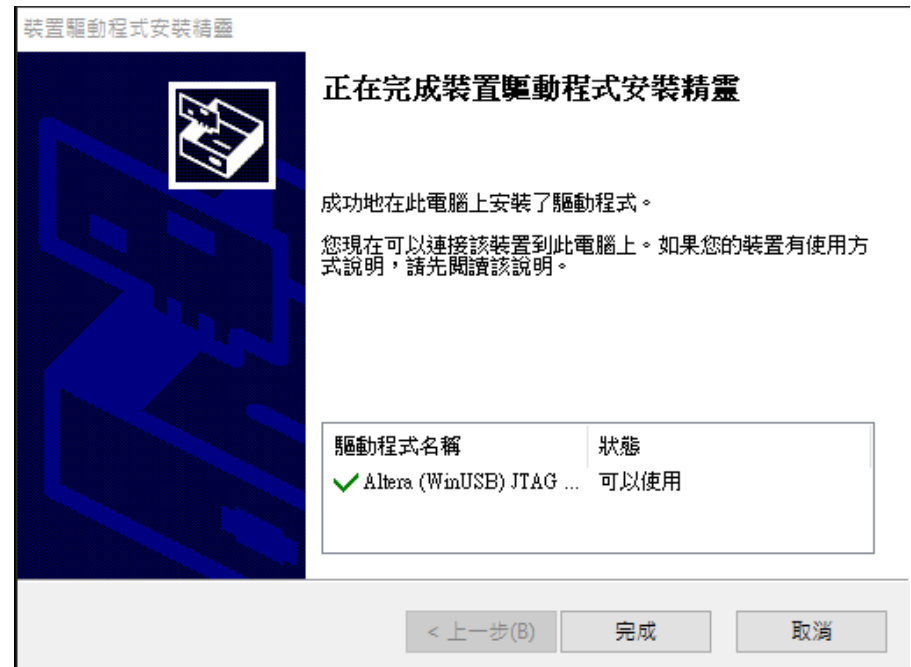 裝置驅動程式安裝精靈
正在完成裝置驅動程式安裝精靈
成功地在此電腦上安裝了驅動程式。
您現在可以連接該裝置到此電腦上。如果您的裝置有使用方
式說明，請先閱讀該說明。
驅動程式名稱 狀態
Altera (WinUSB) JTAG ... 可以使用
< 上一步(B) 完成 取消